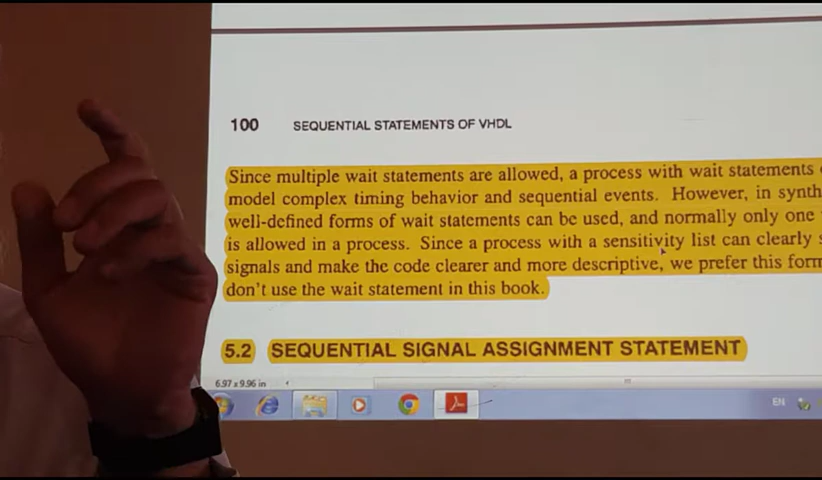 100 SEQUENTIAL STATEMENTS OF VHDL
Since multiple wait statements are allowed, a process with wait statements
model complex timing behavior and sequential events. However, in synth
well-defined forms of wait statements can be used, and normally only one
is allowed in a process. Since a process with a sensitivity list can clearly s
signals and make the code clearer and more descriptive, we prefer this form
don't use the wait statement in this book.
5.2 SEQUENTIAL SIGNAL ASSIGNMENT STATEMENT
6.97 x 9.96 in
EN